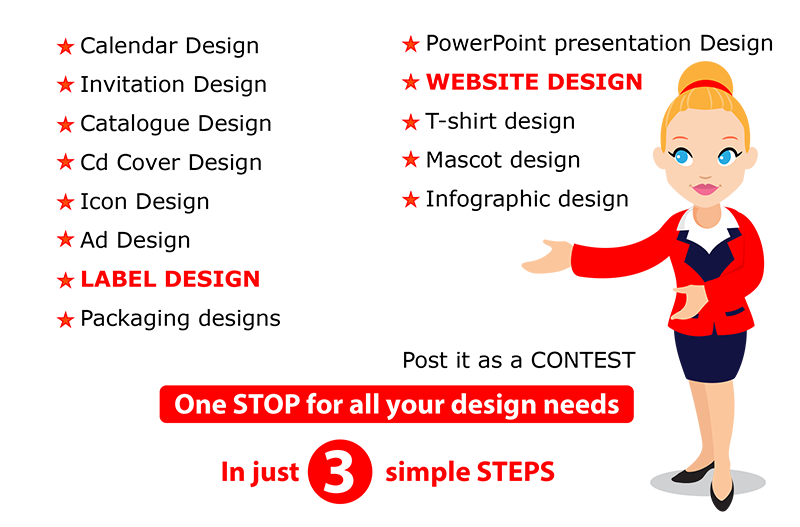 Calendar Design
Invitation Design
Catalogue Design
Cd Cover Design
Icon Design
Ad Design
LABEL DESIGN
Packaging designs
PowerPoint presentation Design
WEBSITE DESIGN
T-shirt design
Mascot design
Infographic design
Post it as a CONTEST
One STOP for all your design needs
In just 3 simple STEPS